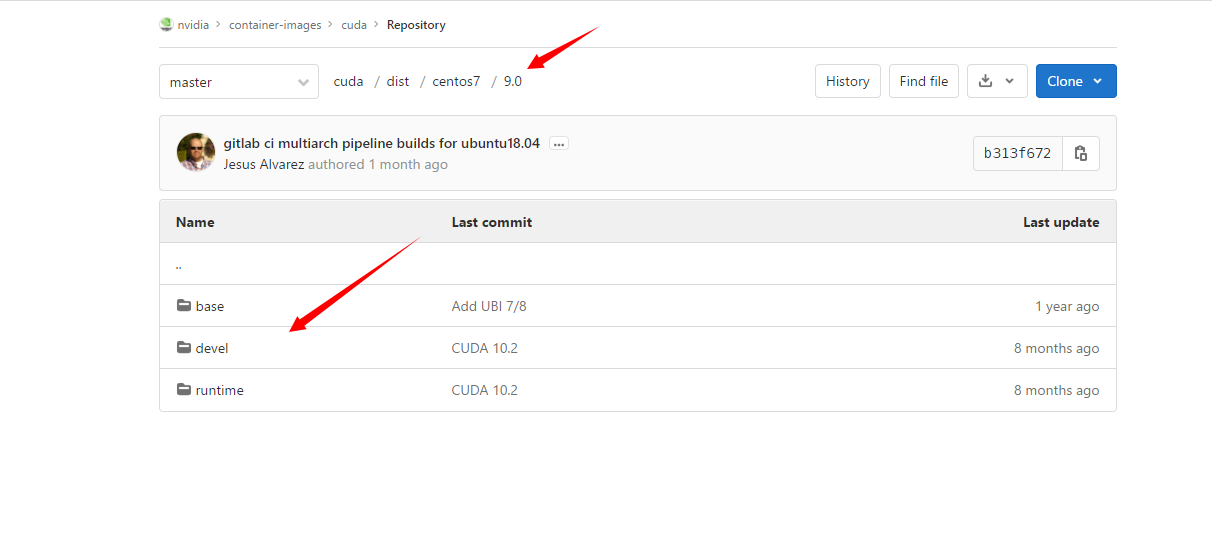 nvidia > container-images > cuda > Repository
master cuda / dist / centos7 / 9.0 History Find file Clone
gitlab ci multiarch pipeline builds for ubuntu18.04 ...
Jesus Alvarez authored 1 month ago
b313f672
Name Last commit Last update
..
base Add UBI 7/8 1 year ago
devel CUDA 10.2 8 months ago
runtime CUDA 10.2 8 months ago